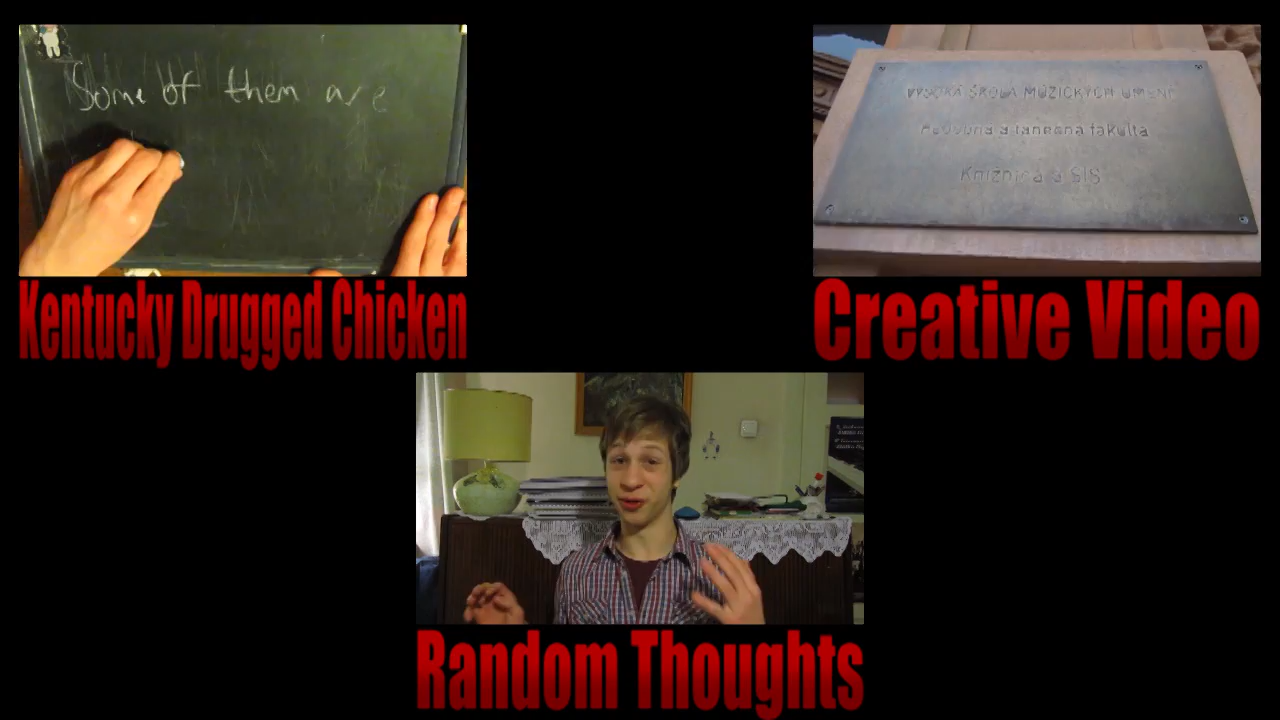 Some of them are
VYSOKÁ ŠKOLA MÚZICKÝCH UMENÍ
Hudobná a tanečná fakulta
Knižnica a SIS
Kentucky Drugged Chicken
Creative Video
Random Thoughts